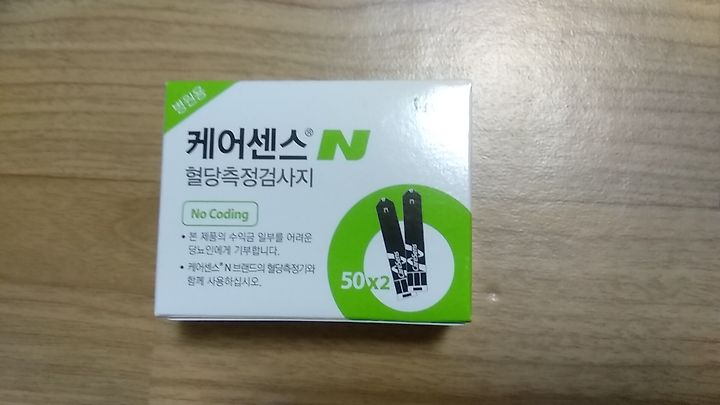 병원용
케어센스® N
혈당측정검사지
No Coding
• 본 제품의 수익금 일부를 어려운
당뇨인에게 기부합니다.
• 케어센스® N 브랜드의 혈당측정기와
함께 사용하십시오.
50x2
CareSens
CareSens